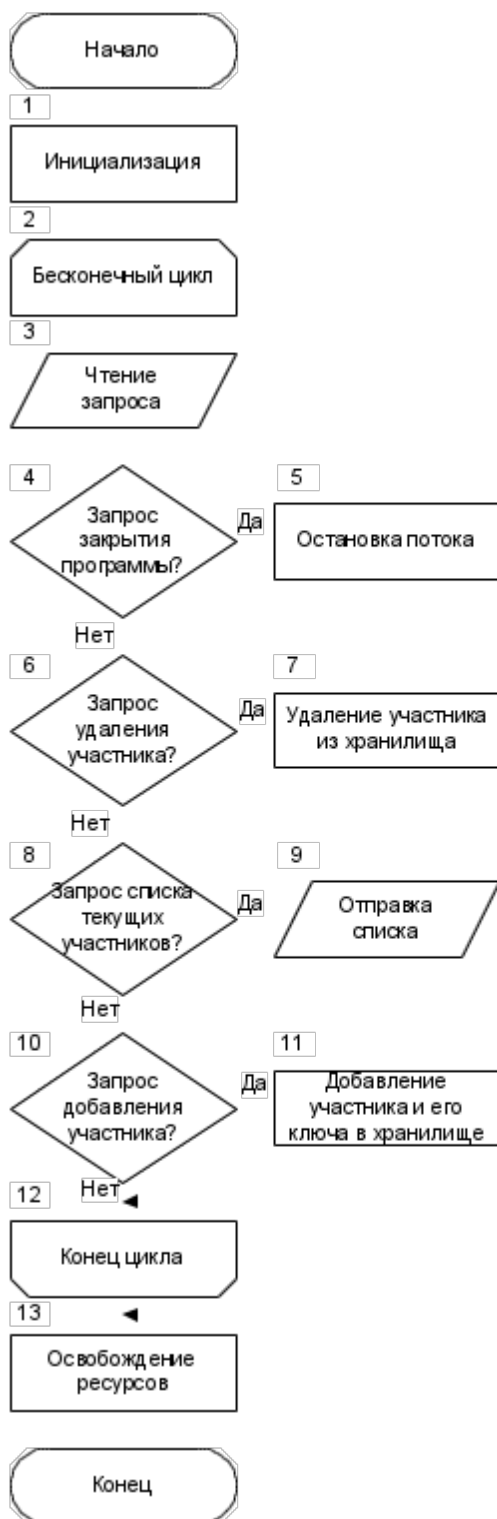 Начало
1
Инициализация
2
Бесконечный цикл
3
Чтение
запроса
4
Запрос
закрытия
программы?
Да
5
Остановка потока
Нет
6
Запрос
удаления
участника?
Да
7
Удаление участника
из хранилища
Нет
8
Запрос списка
текущих
участников?
Да
9
Отправка
списка
Нет
10
Запрос
добавления
участника?
Да
11
Добавление
участника и его
ключа в хранилище
Нет
12
Конец цикла
13
Освобождение
ресурсов
Конец